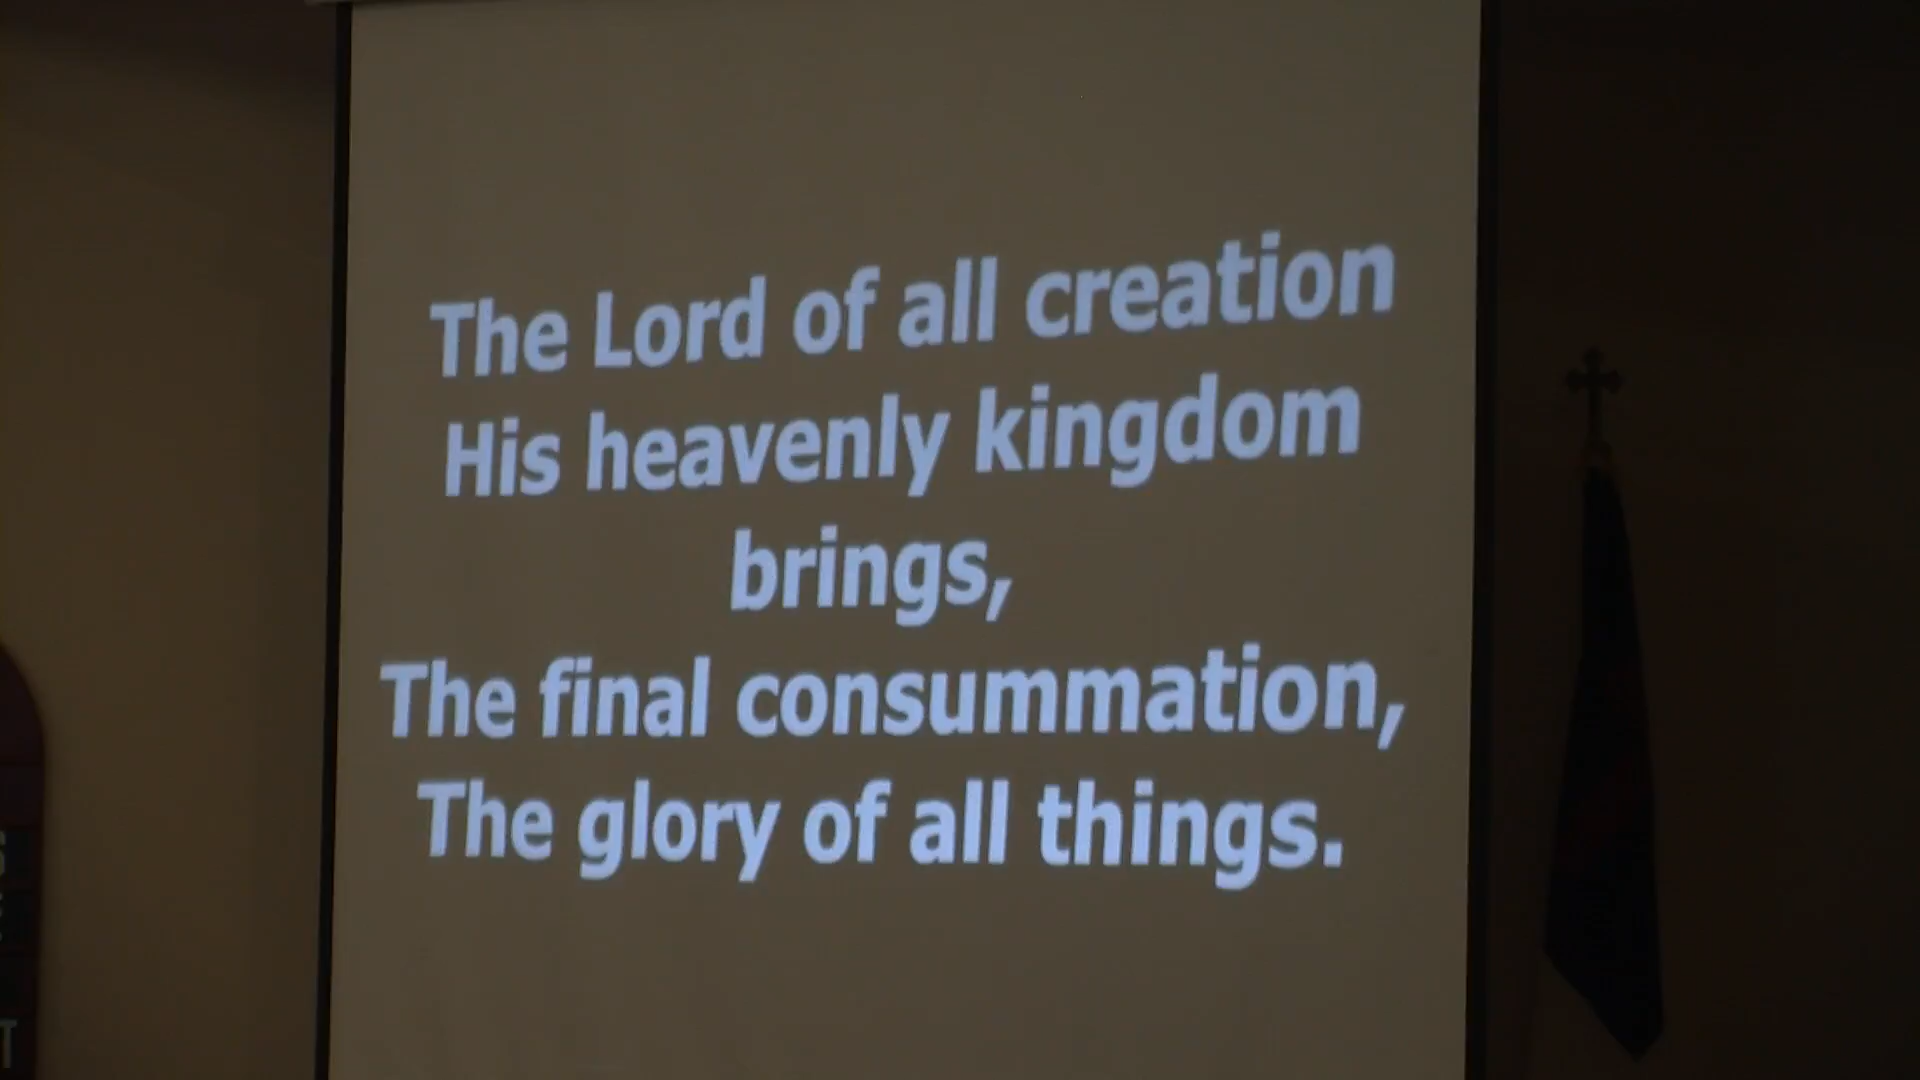 The Lord of all creation
His heavenly kingdom
brings,
The final consummation,
The glory of all things.
T